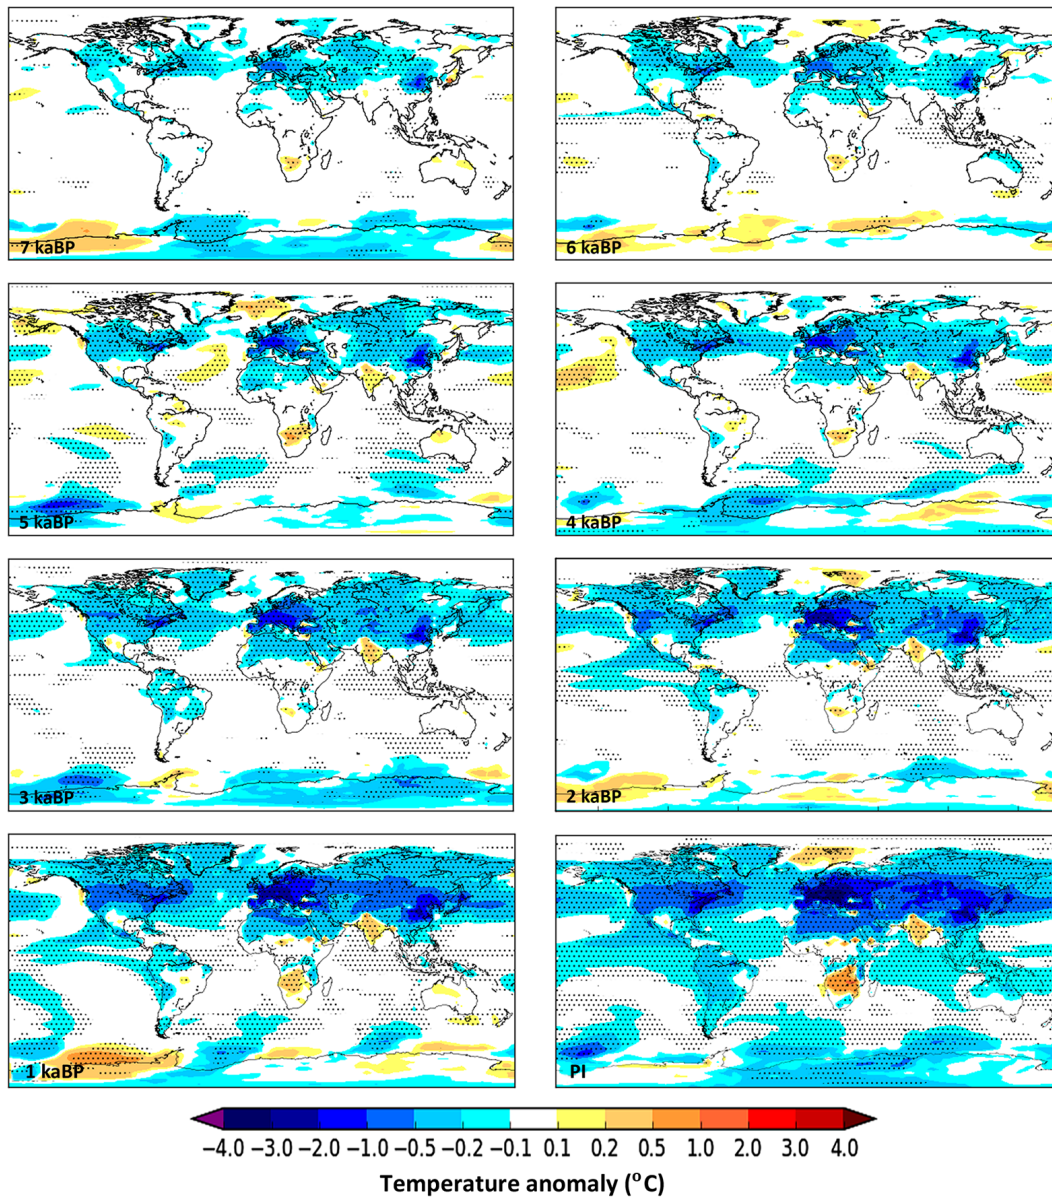 7 kaBP
6 kaBP
5 kaBP
4 kaBP
3 kaBP
2 kaBP
1 kaBP
PI
−4.0 −3.0 −2.0 −1.0 −0.5 −0.2 −0.1 0.1 0.2 0.5 1.0 2.0 3.0 4.0
Temperature anomaly (°C)